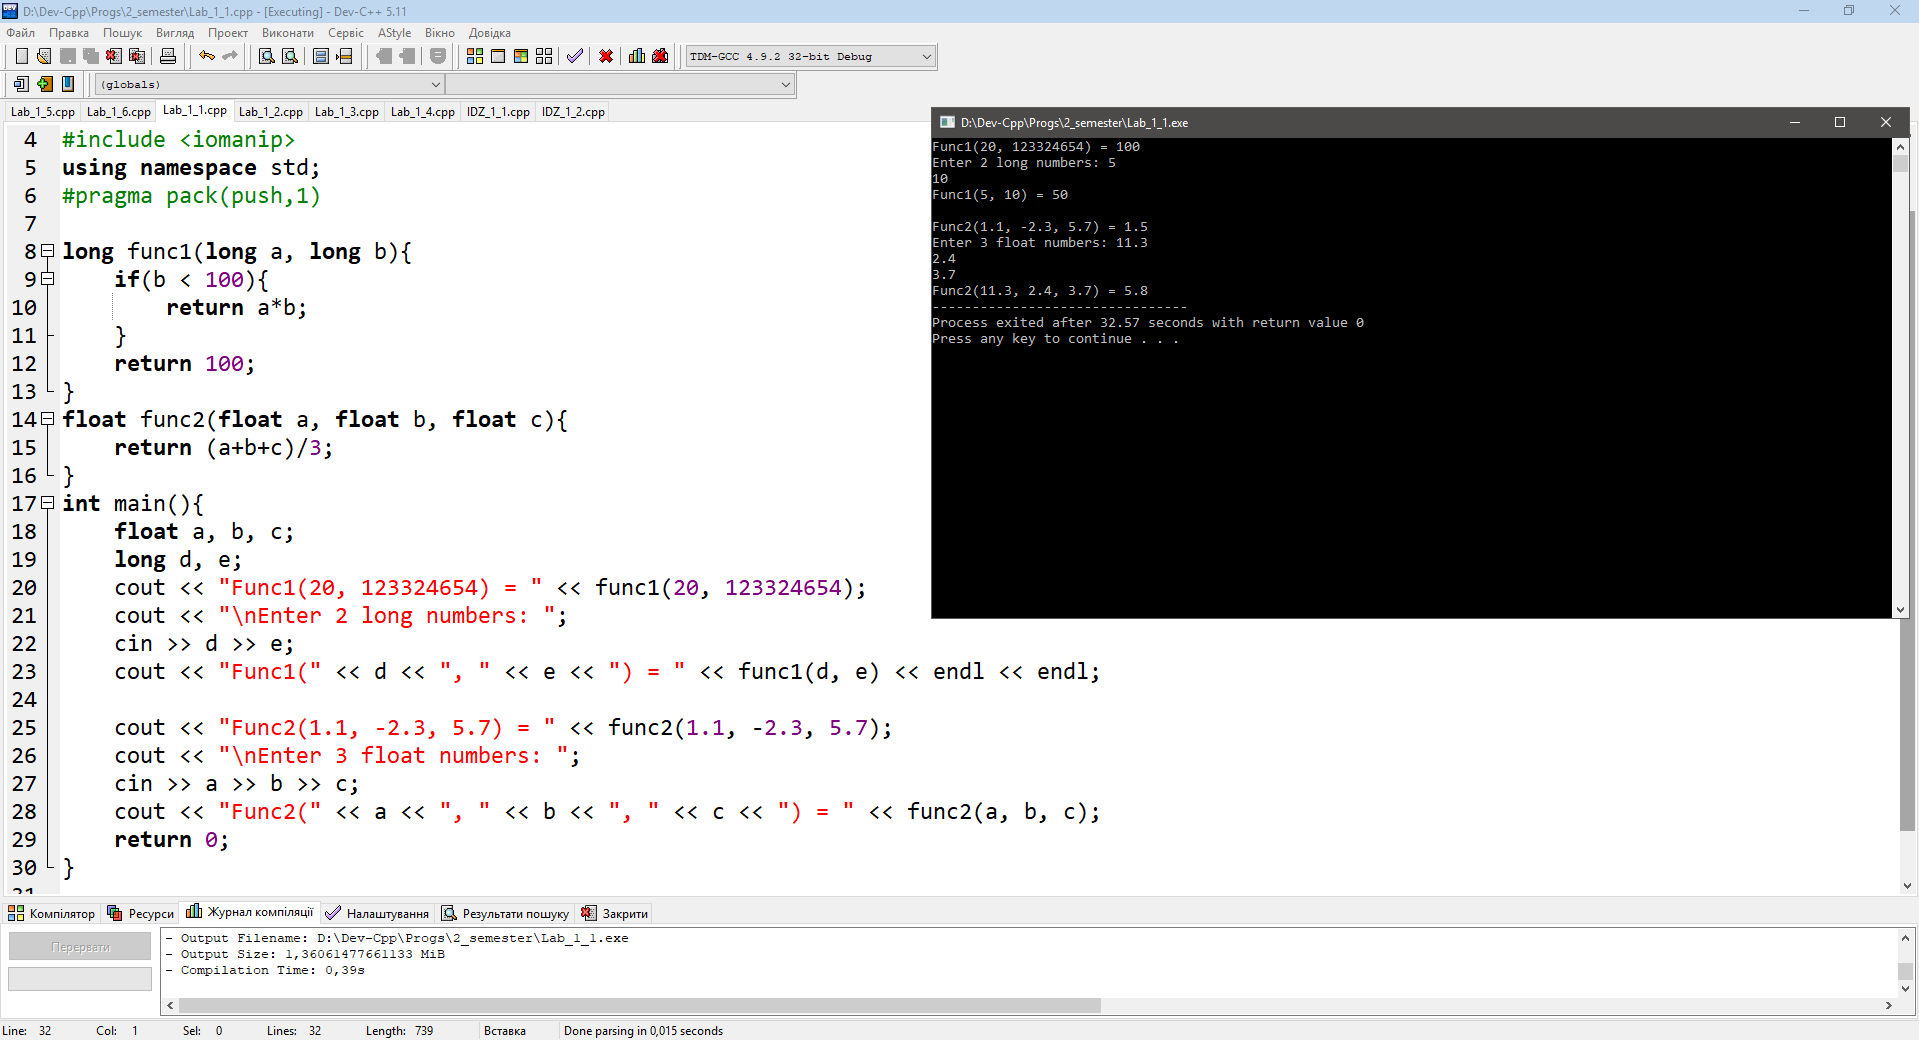 D:\Dev-Cpp\Progs\2_semester\Lab_1_1.cpp - [Executing] - Dev-C++ 5.11
Файл Правка Пошук Вигляд Проект Виконати Сервіс AStyle Вікно Довідка
TDM-GCC 4.9.2 32-bit Debug
(globals)
Lab_1_5.cpp Lab_1_6.cpp Lab_1_1.cpp Lab_1_2.cpp Lab_1_3.cpp Lab_1_4.cpp IDZ_1_1.cpp IDZ_1_2.cpp
4 #include <iomanip>
5 using namespace std;
6 #pragma pack(push,1)
7
8 long func1(long a, long b){
9 if(b < 100){
10 return a*b;
11 }
12 return 100;
13 }
14 float func2(float a, float b, float c){
15 return (a+b+c)/3;
16 }
17 int main(){
18 float a, b, c;
19 long d, e;
20 cout << "Func1(20, 123324654) = " << func1(20, 123324654);
21 cout << "\nEnter 2 long numbers: ";
22 cin >> d >> e;
23 cout << "Func1(" << d << ", " << e << ") = " << func1(d, e) << endl << endl;
24
25 cout << "Func2(1.1, -2.3, 5.7) = " << func2(1.1, -2.3, 5.7);
26 cout << "\nEnter 3 float numbers: ";
27 cin >> a >> b >> c;
28 cout << "Func2(" << a << ", " << b << ", " << c << ") = " << func2(a, b, c);
29 return 0;
30 }
31
D:\Dev-Cpp\Progs\2_semester\Lab_1_1.exe
Func1(20, 123324654) = 100
Enter 2 long numbers: 5
10
Func1(5, 10) = 50
Func2(1.1, -2.3, 5.7) = 1.5
Enter 3 float numbers: 11.3
2.4
3.7
Func2(11.3, 2.4, 3.7) = 5.8
--------------------------------
Process exited after 32.57 seconds with return value 0
Press any key to continue . . .
Компілятор Ресурси Журнал компіляції Налаштування Результати пошуку Закрити
Перервати
- Output Filename: D:\Dev-Cpp\Progs\2_semester\Lab_1_1.exe
- Output Size: 1,36061477661133 MiB
- Compilation Time: 0,39s
Line: 32 Col: 1 Sel: 0 Lines: 32 Length: 739 Вставка Done parsing in 0,015 seconds